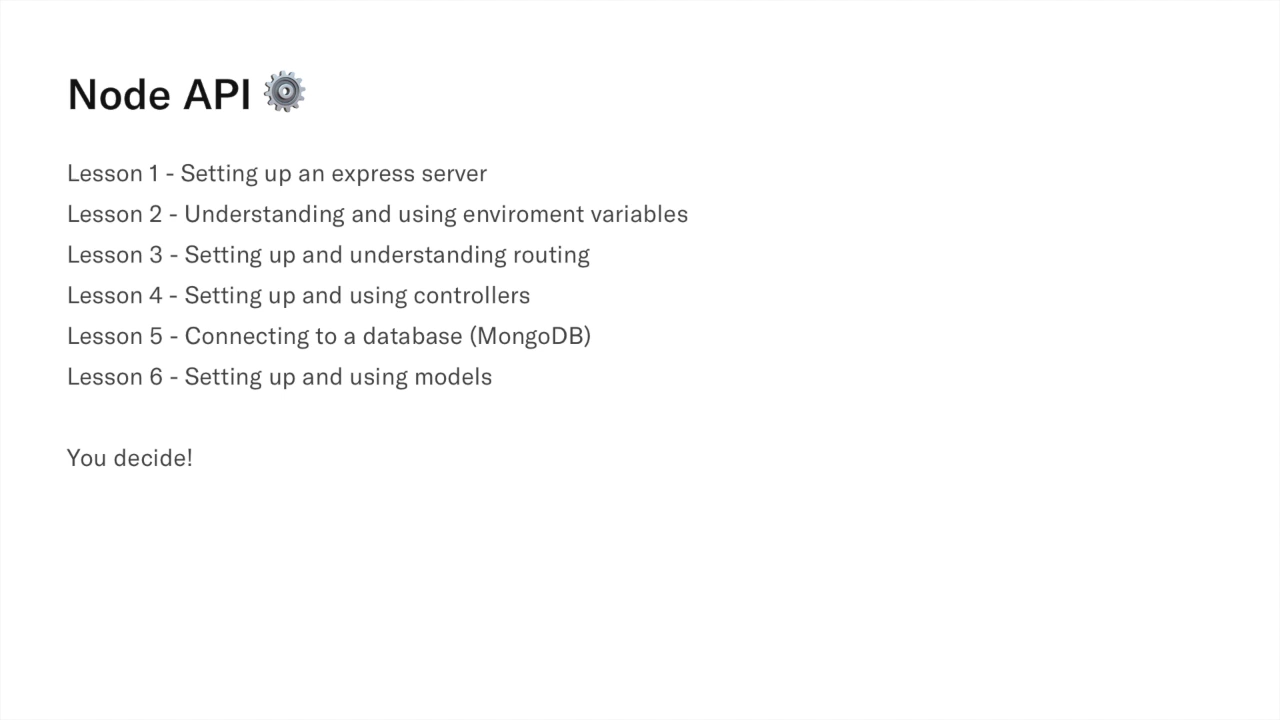 Node API ⚙️
Lesson 1 - Setting up an express server
Lesson 2 - Understanding and using enviroment variables
Lesson 3 - Setting up and understanding routing
Lesson 4 - Setting up and using controllers
Lesson 5 - Connecting to a database (MongoDB)
Lesson 6 - Setting up and using models
You decide!